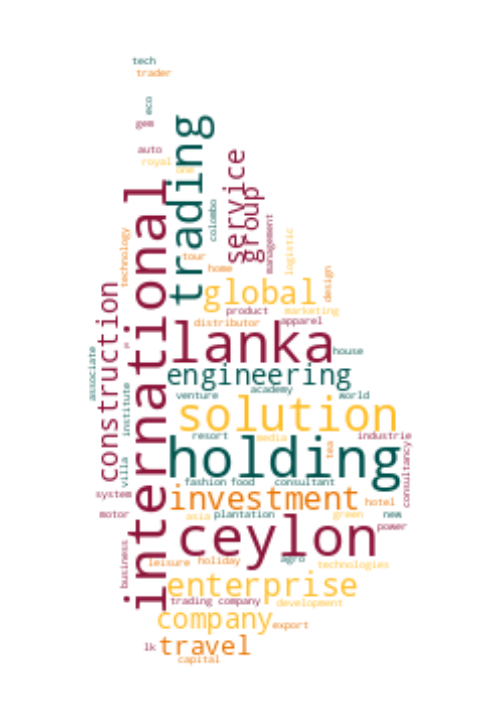 tech
trader
eco
gem
trading
auto
royal
one
service
international
group
colombo
management
technology
logistic
tour
home
design
global
construction
product
marketing
distributor
apparel
lanka
associate
house
engineering
institute
venture
academy
world
solution
resort
media
industrie
holding
tea
consultancy
villa
fashion
food
consultant
system
investment
hotel
motor
asia
plantation
green
new
power
ceylon
business
leisure
holiday
agro
technologies
enterprise
trading company
development
company
export
lk
travel
capital